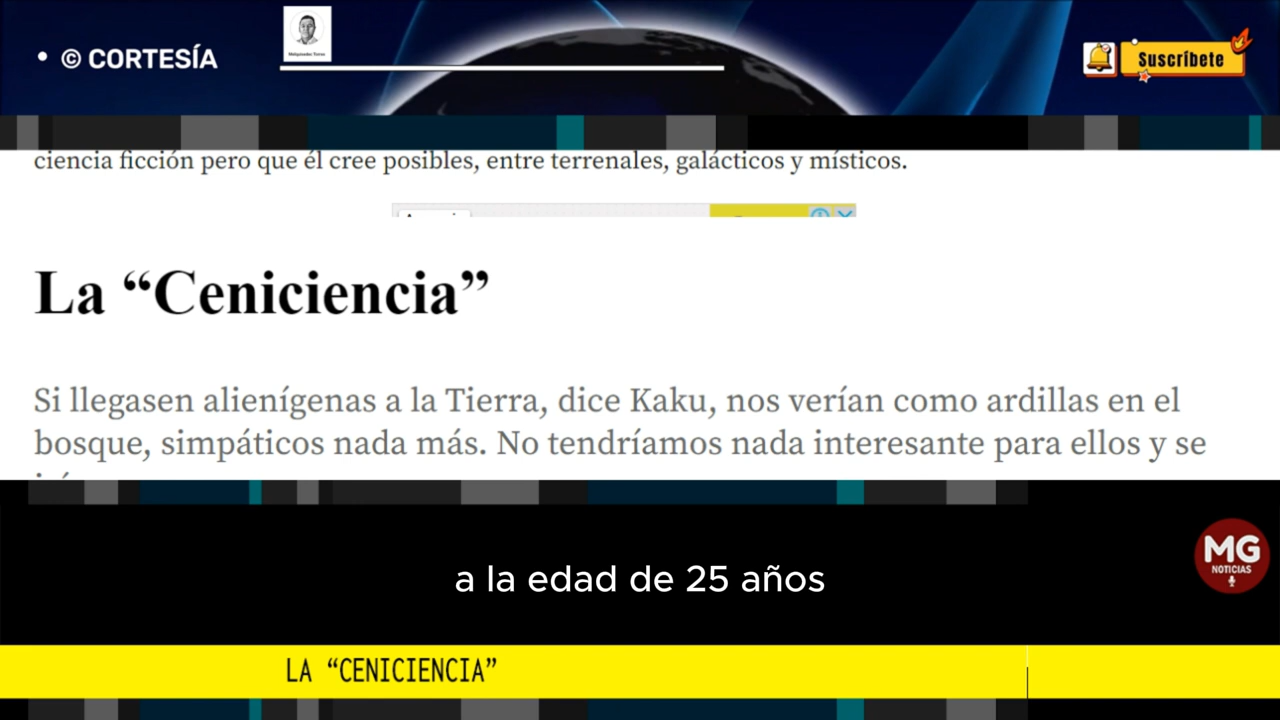 • © CORTESÍA
Suscríbete
ciencia ficción pero que él cree posibles, entre terrenales, galácticos y místicos.
La “Ceniciencia”
Si llegasen alienígenas a la Tierra, dice Kaku, nos verían como ardillas en el
bosque, simpáticos nada más. No tendríamos nada interesante para ellos y se
MG
NOTICIAS
a la edad de 25 años
LA “CENICIENCIA”